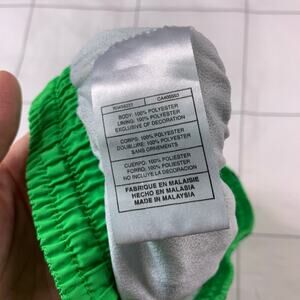 CA405553
BODY: 100% POLYESTER
LINING: 100% POLYESTER
EXCLUSIVE OF DECORATION
CORPS: 100% POLYESTER
DOUBLURE: 100% POLYESTER
SANS ORNEMENTS
CUERPO: 100% POLIESTER
FORRO: 100% POLIESTER
NO INCLUYE LA DECORACION
FABRIQUE EN MALAISIE
HECHO EN MALASIA
MADE IN MALAYSIA